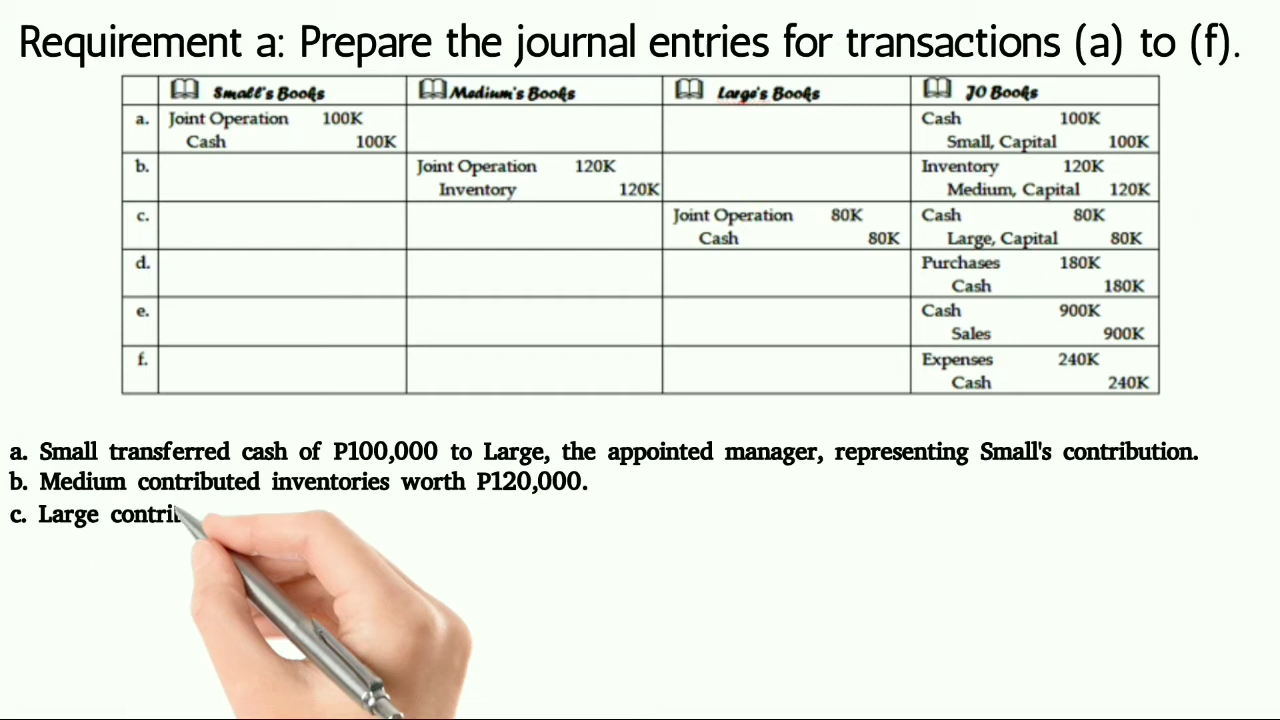 Requirement a: Prepare the journal entries for transactions (a) to (f).
Small's Books Medium's Books Large's Books JO Books
a. Joint Operation 100K Cash 100K
Cash 100K Small, Capital 100K
b. Joint Operation 120K Inventory 120K
Inventory 120K Medium, Capital 120K
c. Joint Operation 80K Cash 80K
Cash 80K Large, Capital 80K
d. Purchases 180K
Cash 180K
e. Cash 900K
Sales 900K
f. Expenses 240K
Cash 240K
a. Small transferred cash of P100,000 to Large, the appointed manager, representing Small's contribution.
b. Medium contributed inventories worth P120,000.
c. Large contri